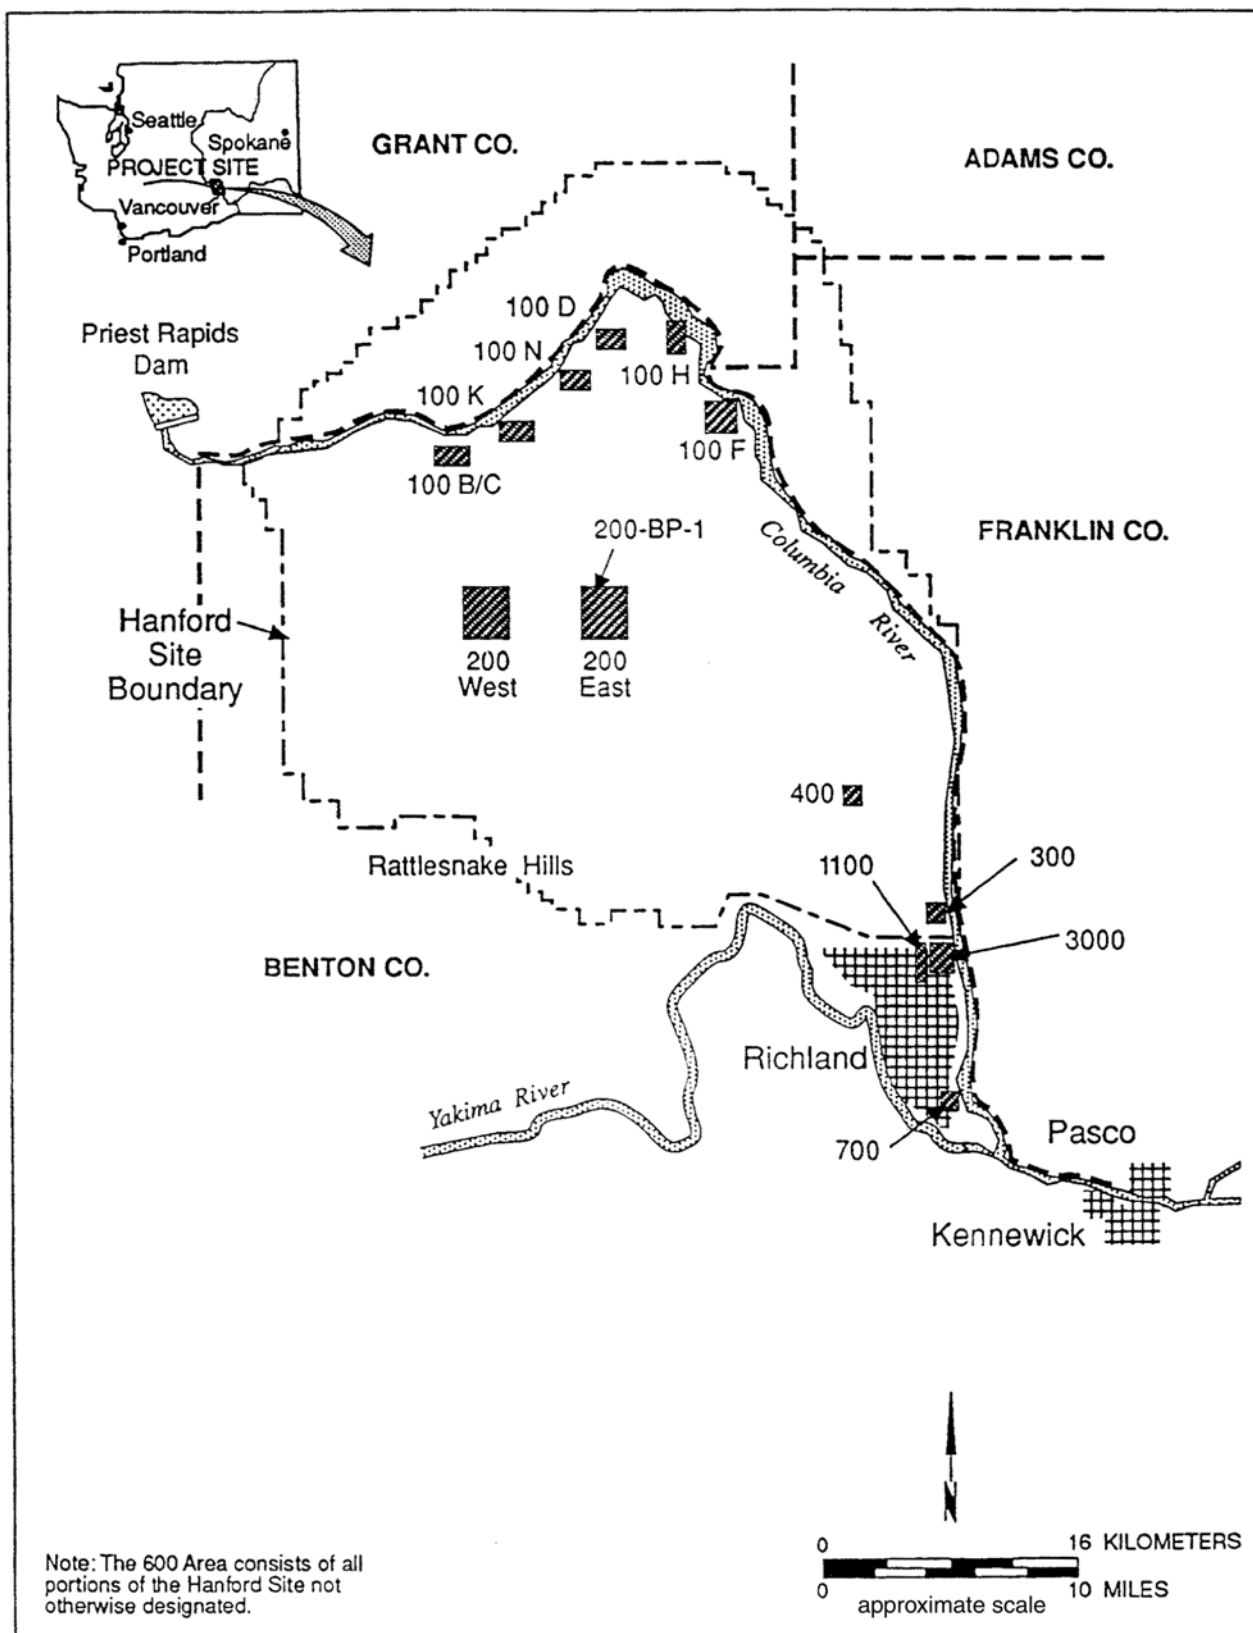 Seattle
Spokane
PROJECT SITE
Vancouver
Portland
GRANT CO.
ADAMS CO.
Priest Rapids
Dam
100 D
100 N
100 H
100 K
100 F
100 B/C
FRANKLIN CO.
200-BP-1
Columbia
River
Hanford
Site
Boundary
200
West
200
East
400
Rattlesnake Hills
1100
300
3000
BENTON CO.
Richland
Yakima River
700
Pasco
Kennewick
N
0
16 KILOMETERS
0
10 MILES
approximate scale
Note: The 600 Area consists of all
portions of the Hanford Site not
otherwise designated.